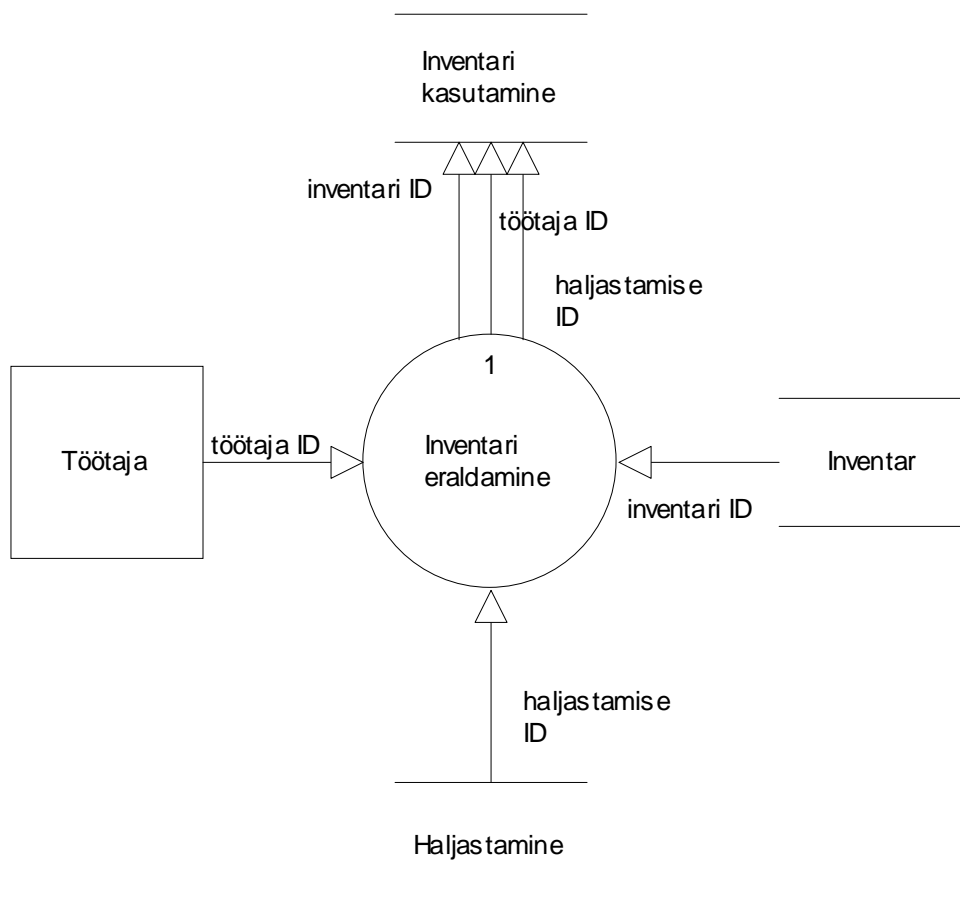 Inventari
kasutamine
inventari ID
töötaja ID
haljastamise
ID
1
Töötaja
töötaja ID
Inventari
eraldamine
Inventar
inventari ID
haljastamise
ID
Haljastamine